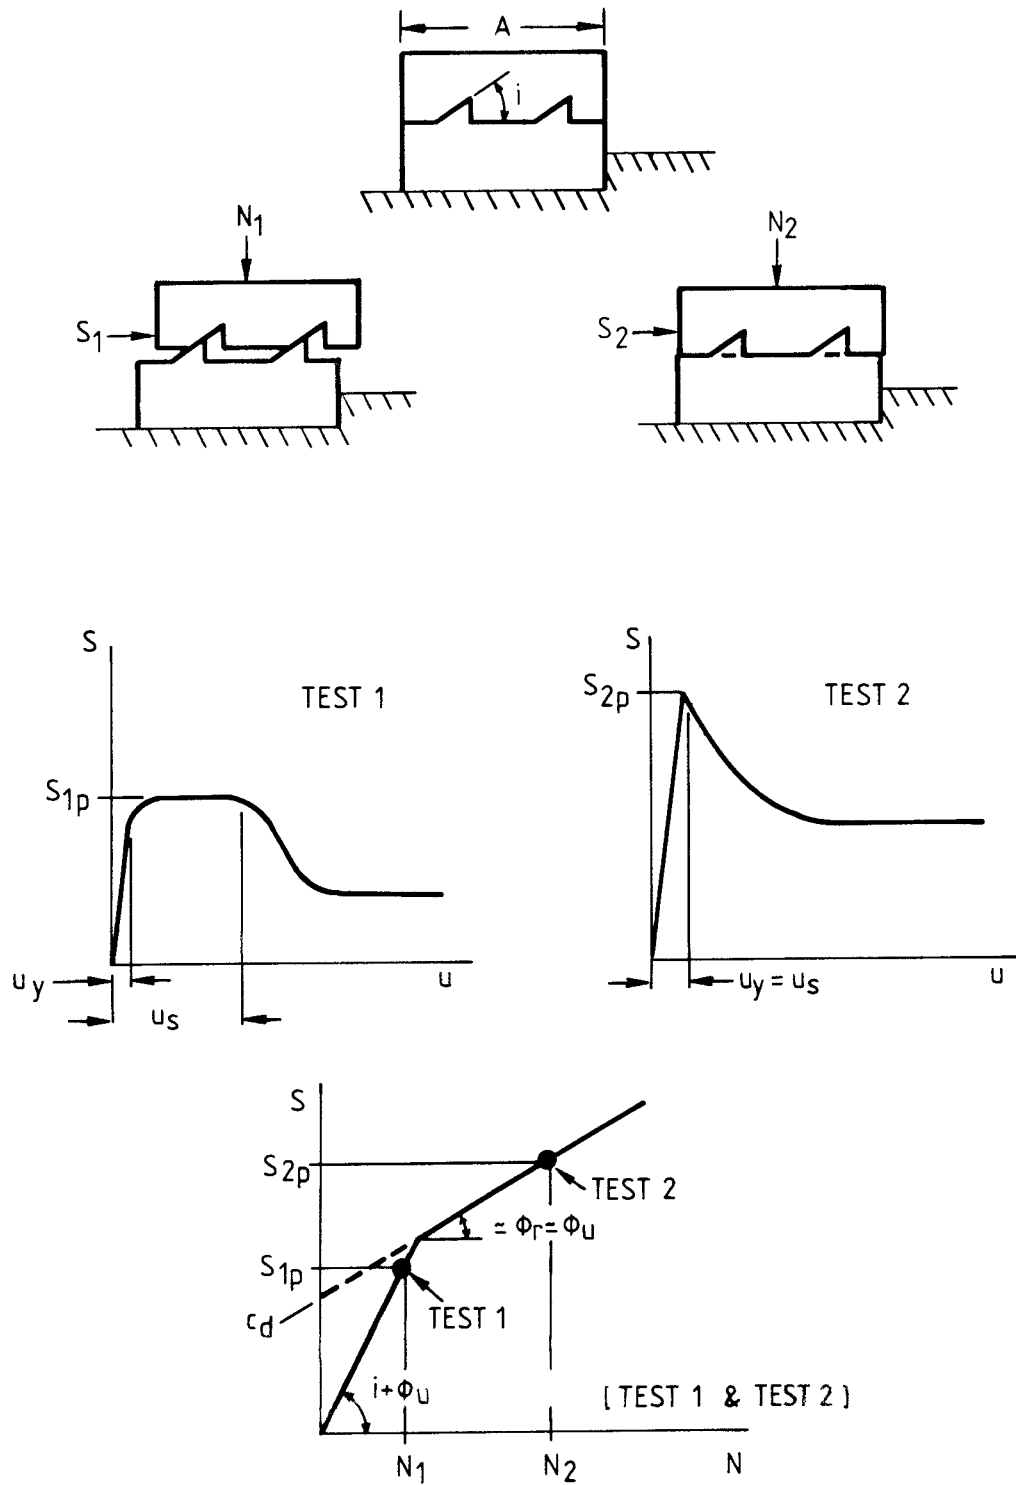 A
i
N1
S1
N2
S2
S
TEST 1
S1p
uy
us
u
S
TEST 2
S2p
uy = us
u
S
S2p
TEST 2
≃ Φr = Φu
S1p
TEST 1
cd
i+Φu
[ TEST 1 & TEST 2 ]
N1
N2
N